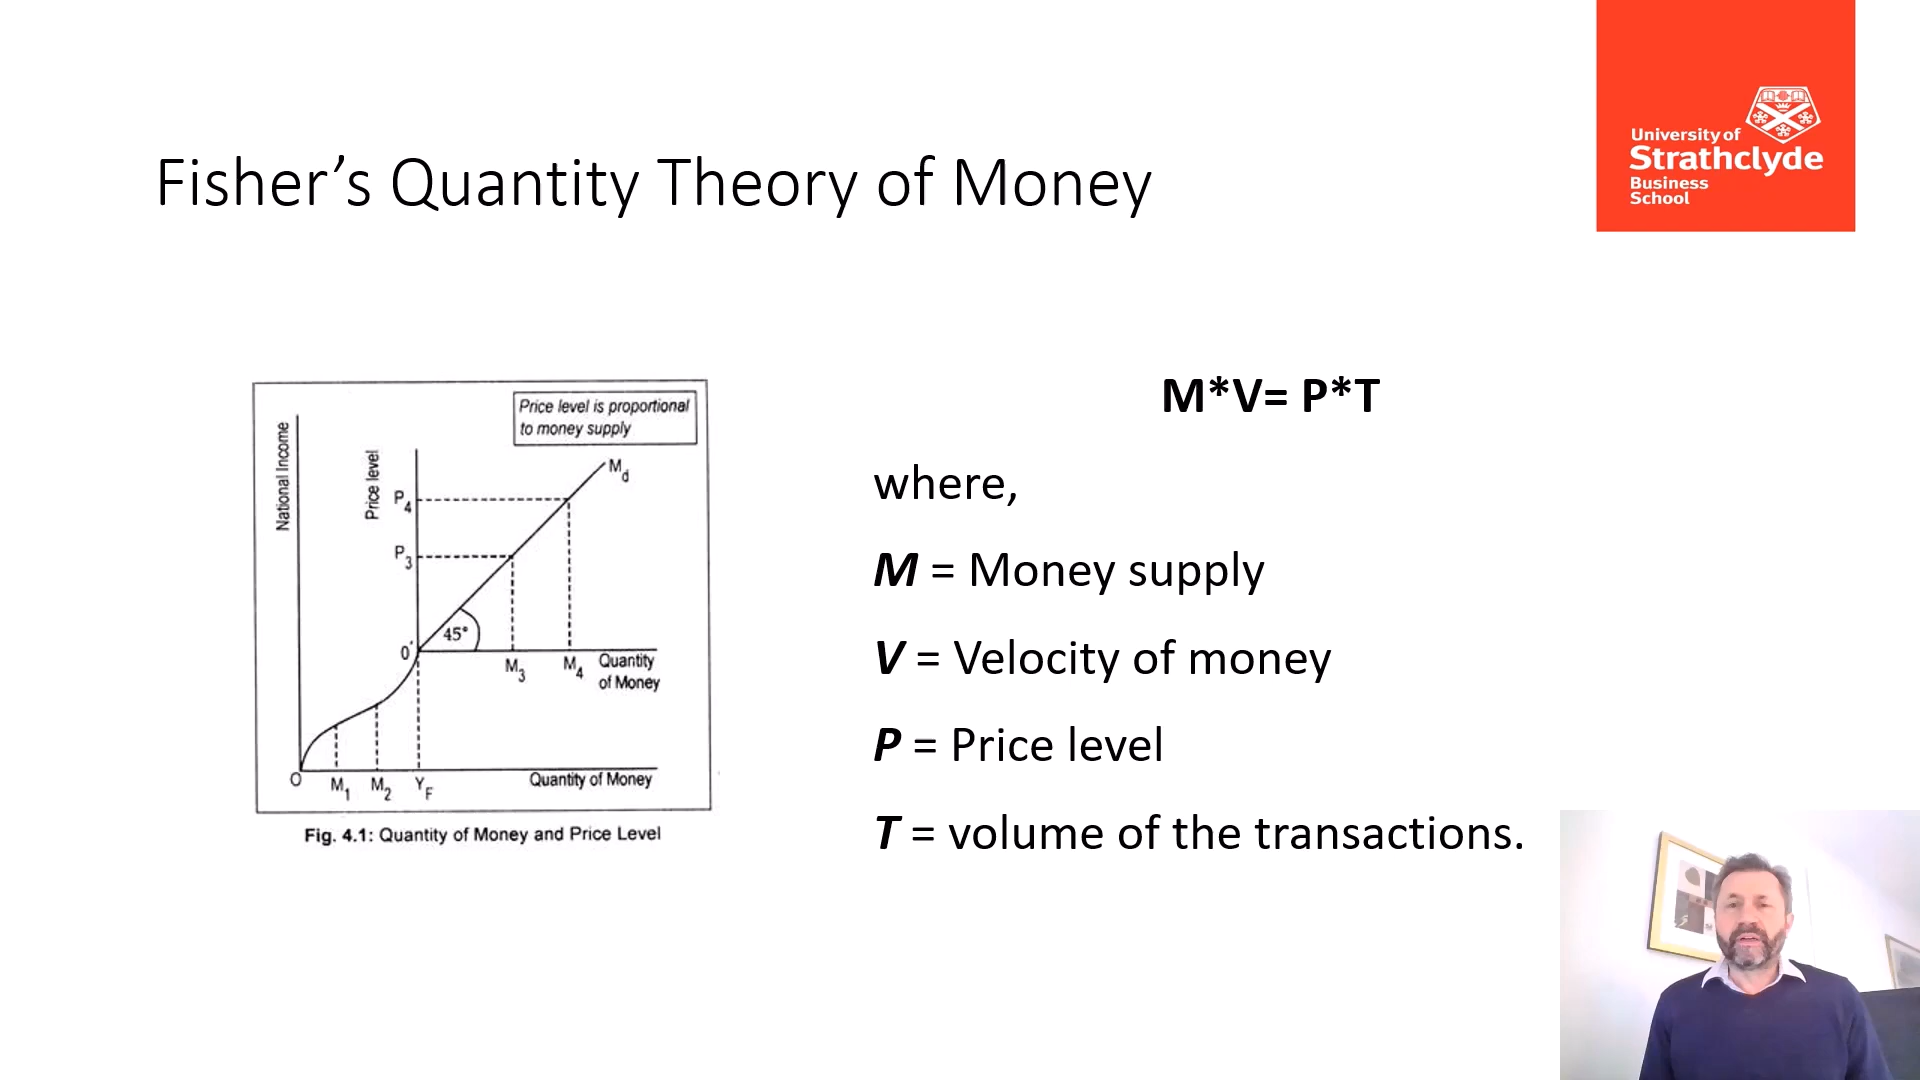 Fisher’s Quantity Theory of Money
University of
Strathclyde
Business
School
Price level is proportional
to money supply
National Income
Price level
Md
P4
P3
45°
0'
M3
M4
Quantity
of Money
O
M1
M2
YF
Quantity of Money
Fig. 4.1: Quantity of Money and Price Level
M*V= P*T
where,
M = Money supply
V = Velocity of money
P = Price level
T = volume of the transactions.